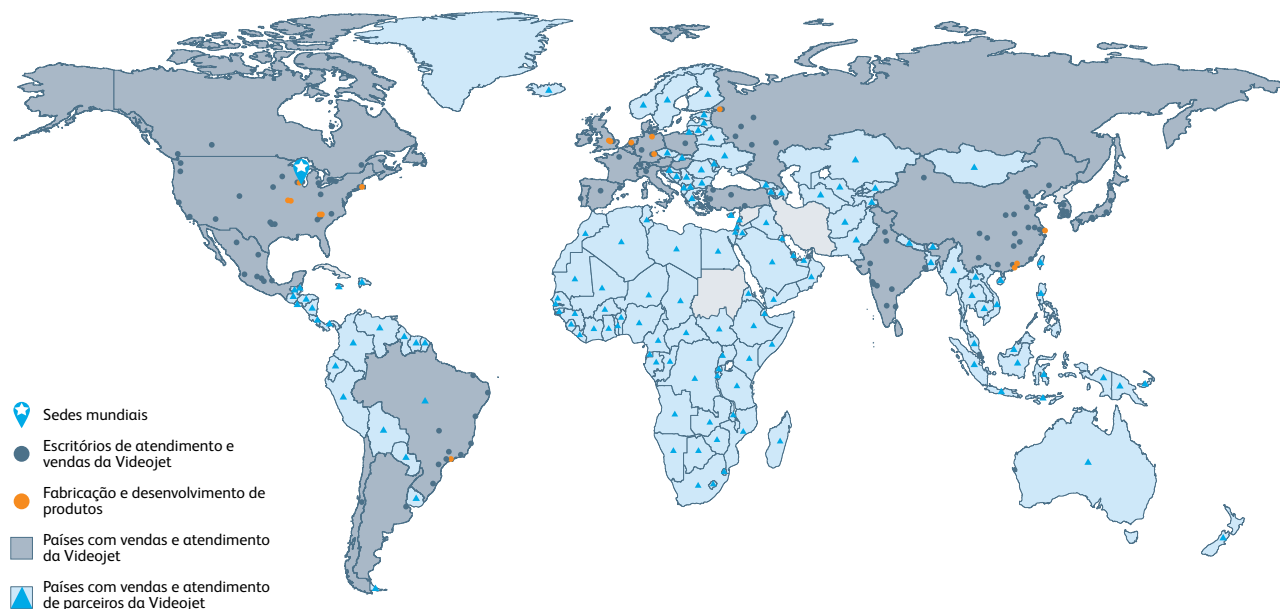 Sedes mundiais
Escritórios de atendimento e
vendas da Videojet
Fabricação e desenvolvimento de
produtos
Países com vendas e atendimento
da Videojet
Países com vendas e atendimento
de parceiros da Videojet